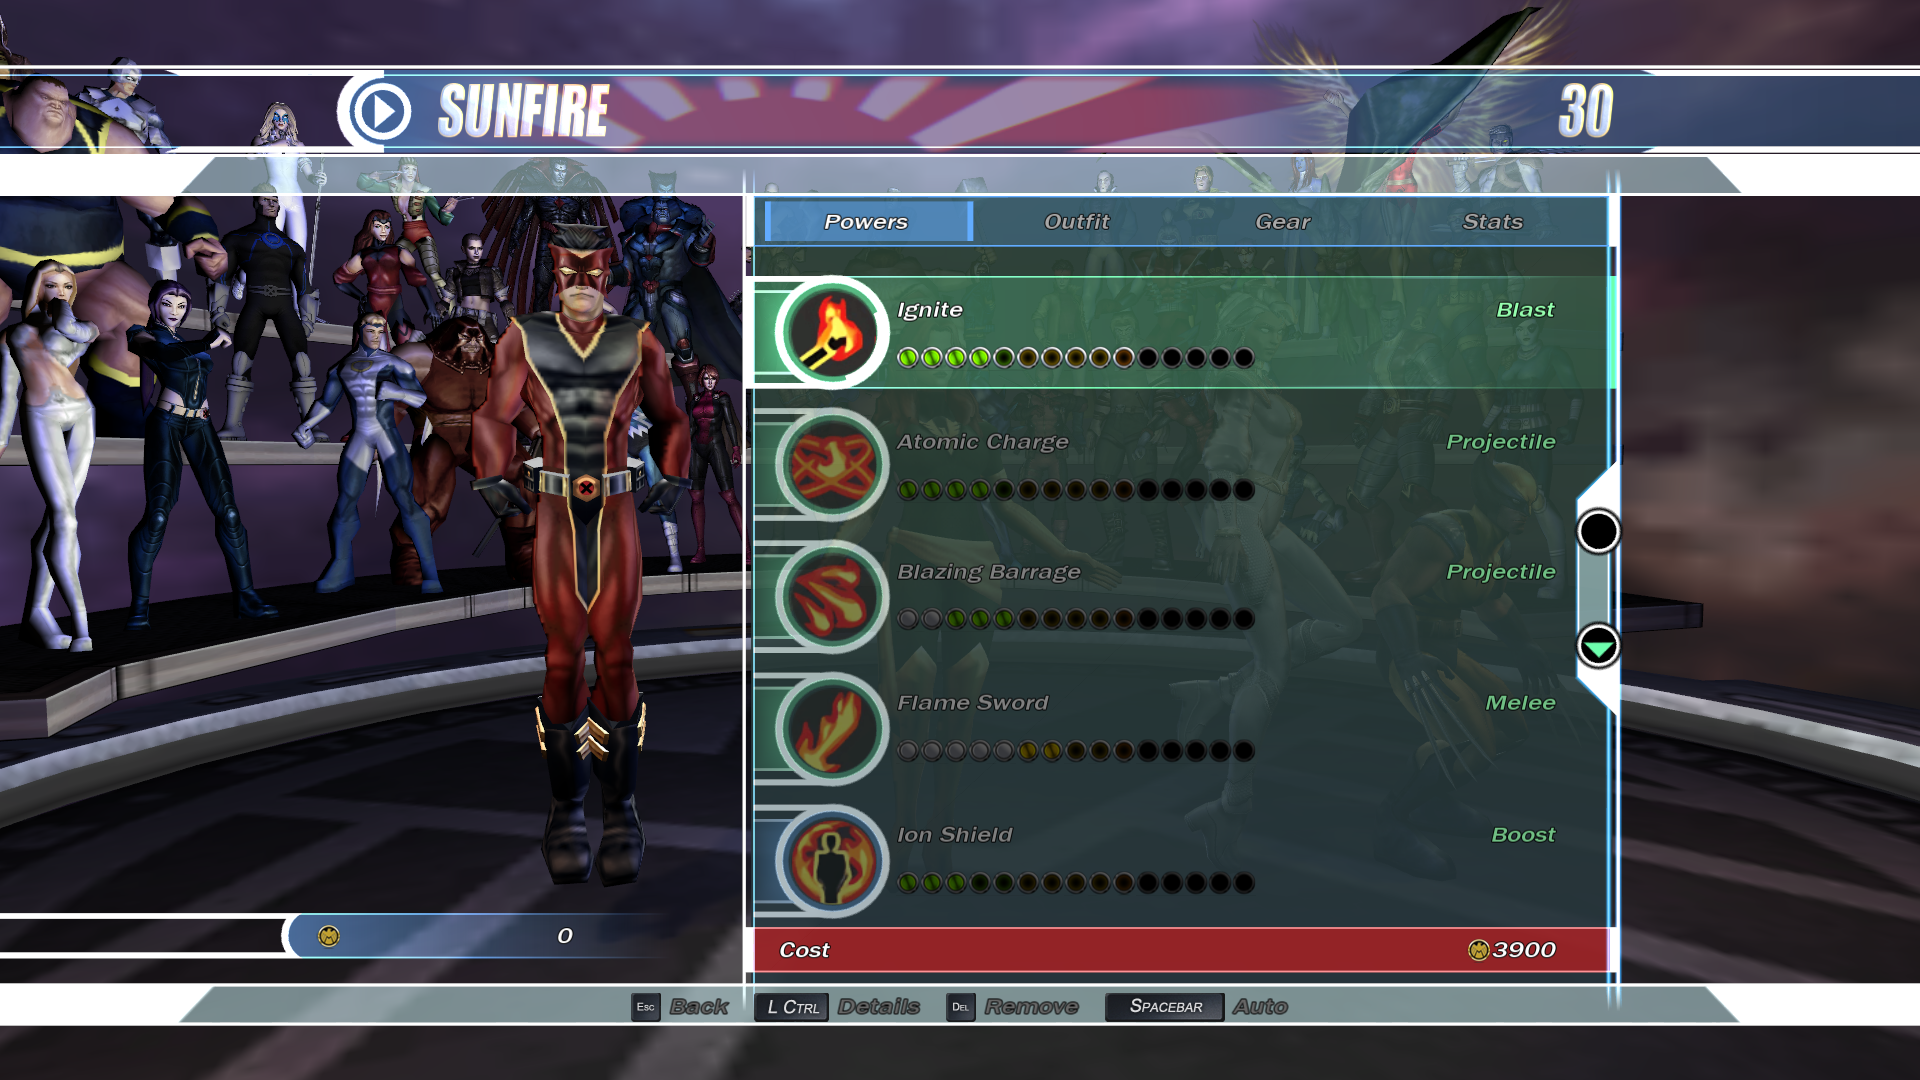 SUNFIRE
30
Powers Outfit Gear Stats
Ignite Blast
Atomic Charge Projectile
Blazing Barrage Projectile
Flame Sword Melee
Ion Shield Boost
0
Cost 3900
Esc Back L CTRL Details DEL Remove SPACEBAR Auto